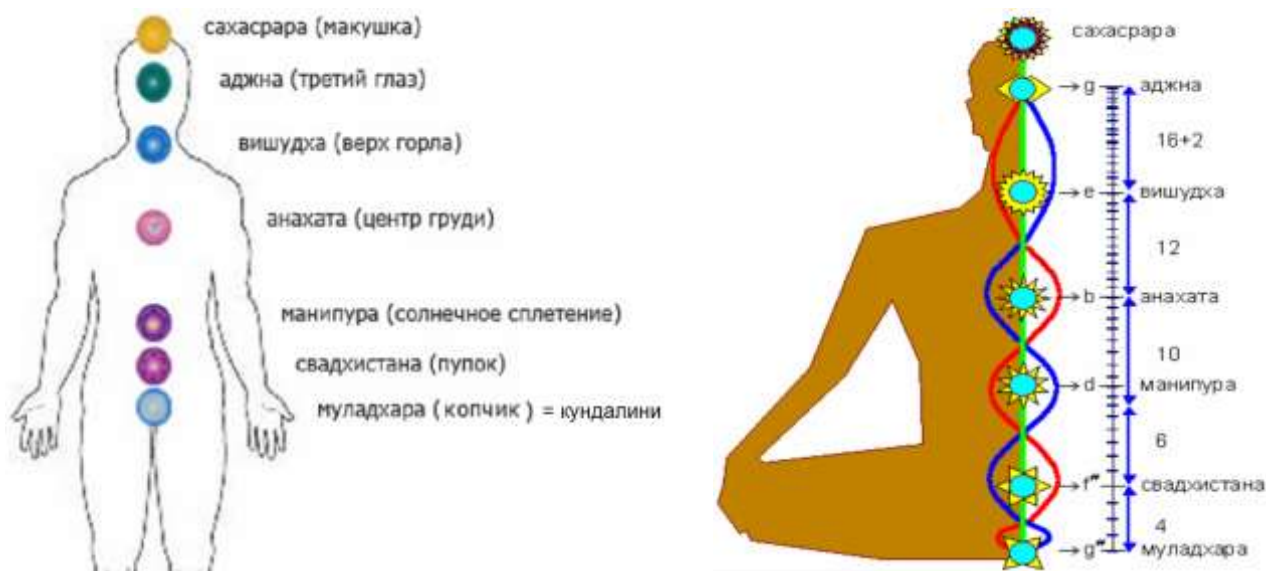 сахасрара (макушка)
аджна (третий глаз)
вишудха (верх горла)
анахата (центр груди)
манипура (солнечное сплетение)
свадхистана (пупок)
муладхара (копчик) = кундалини
сахасрара
g аджна
16+2
e вишудха
12
b анахата
10
d манипура
6
f" свадхистана
4
g" муладхара